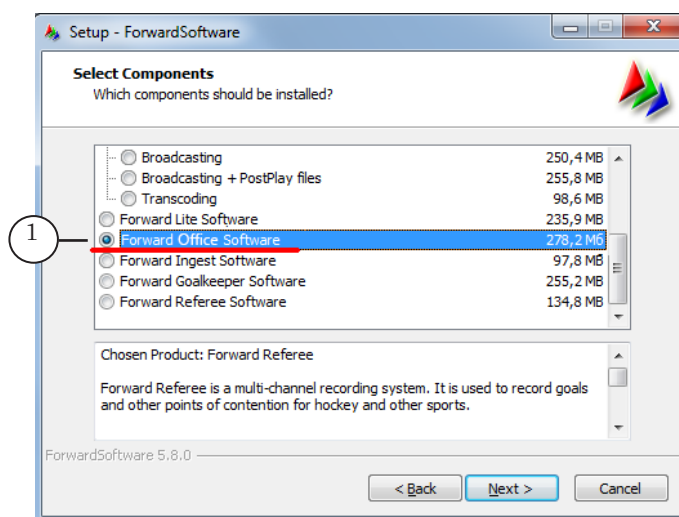 Setup - ForwardSoftware
Select Components
Which components should be installed?
Broadcasting 250,4 MB
Broadcasting + PostPlay files 255,8 MB
Transcoding 98,6 MB
Forward Lite Software 235,9 MB
1 Forward Office Software 278,2 Мб
Forward Ingest Software 97,8 MB
Forward Goalkeeper Software 255,2 MB
Forward Referee Software 134,8 MB
Chosen Product: Forward Referee
Forward Referee is a multi-channel recording system. It is used to record goals
and other points of contention for hockey and other sports.
ForwardSoftware 5.8.0
< Back Next > Cancel